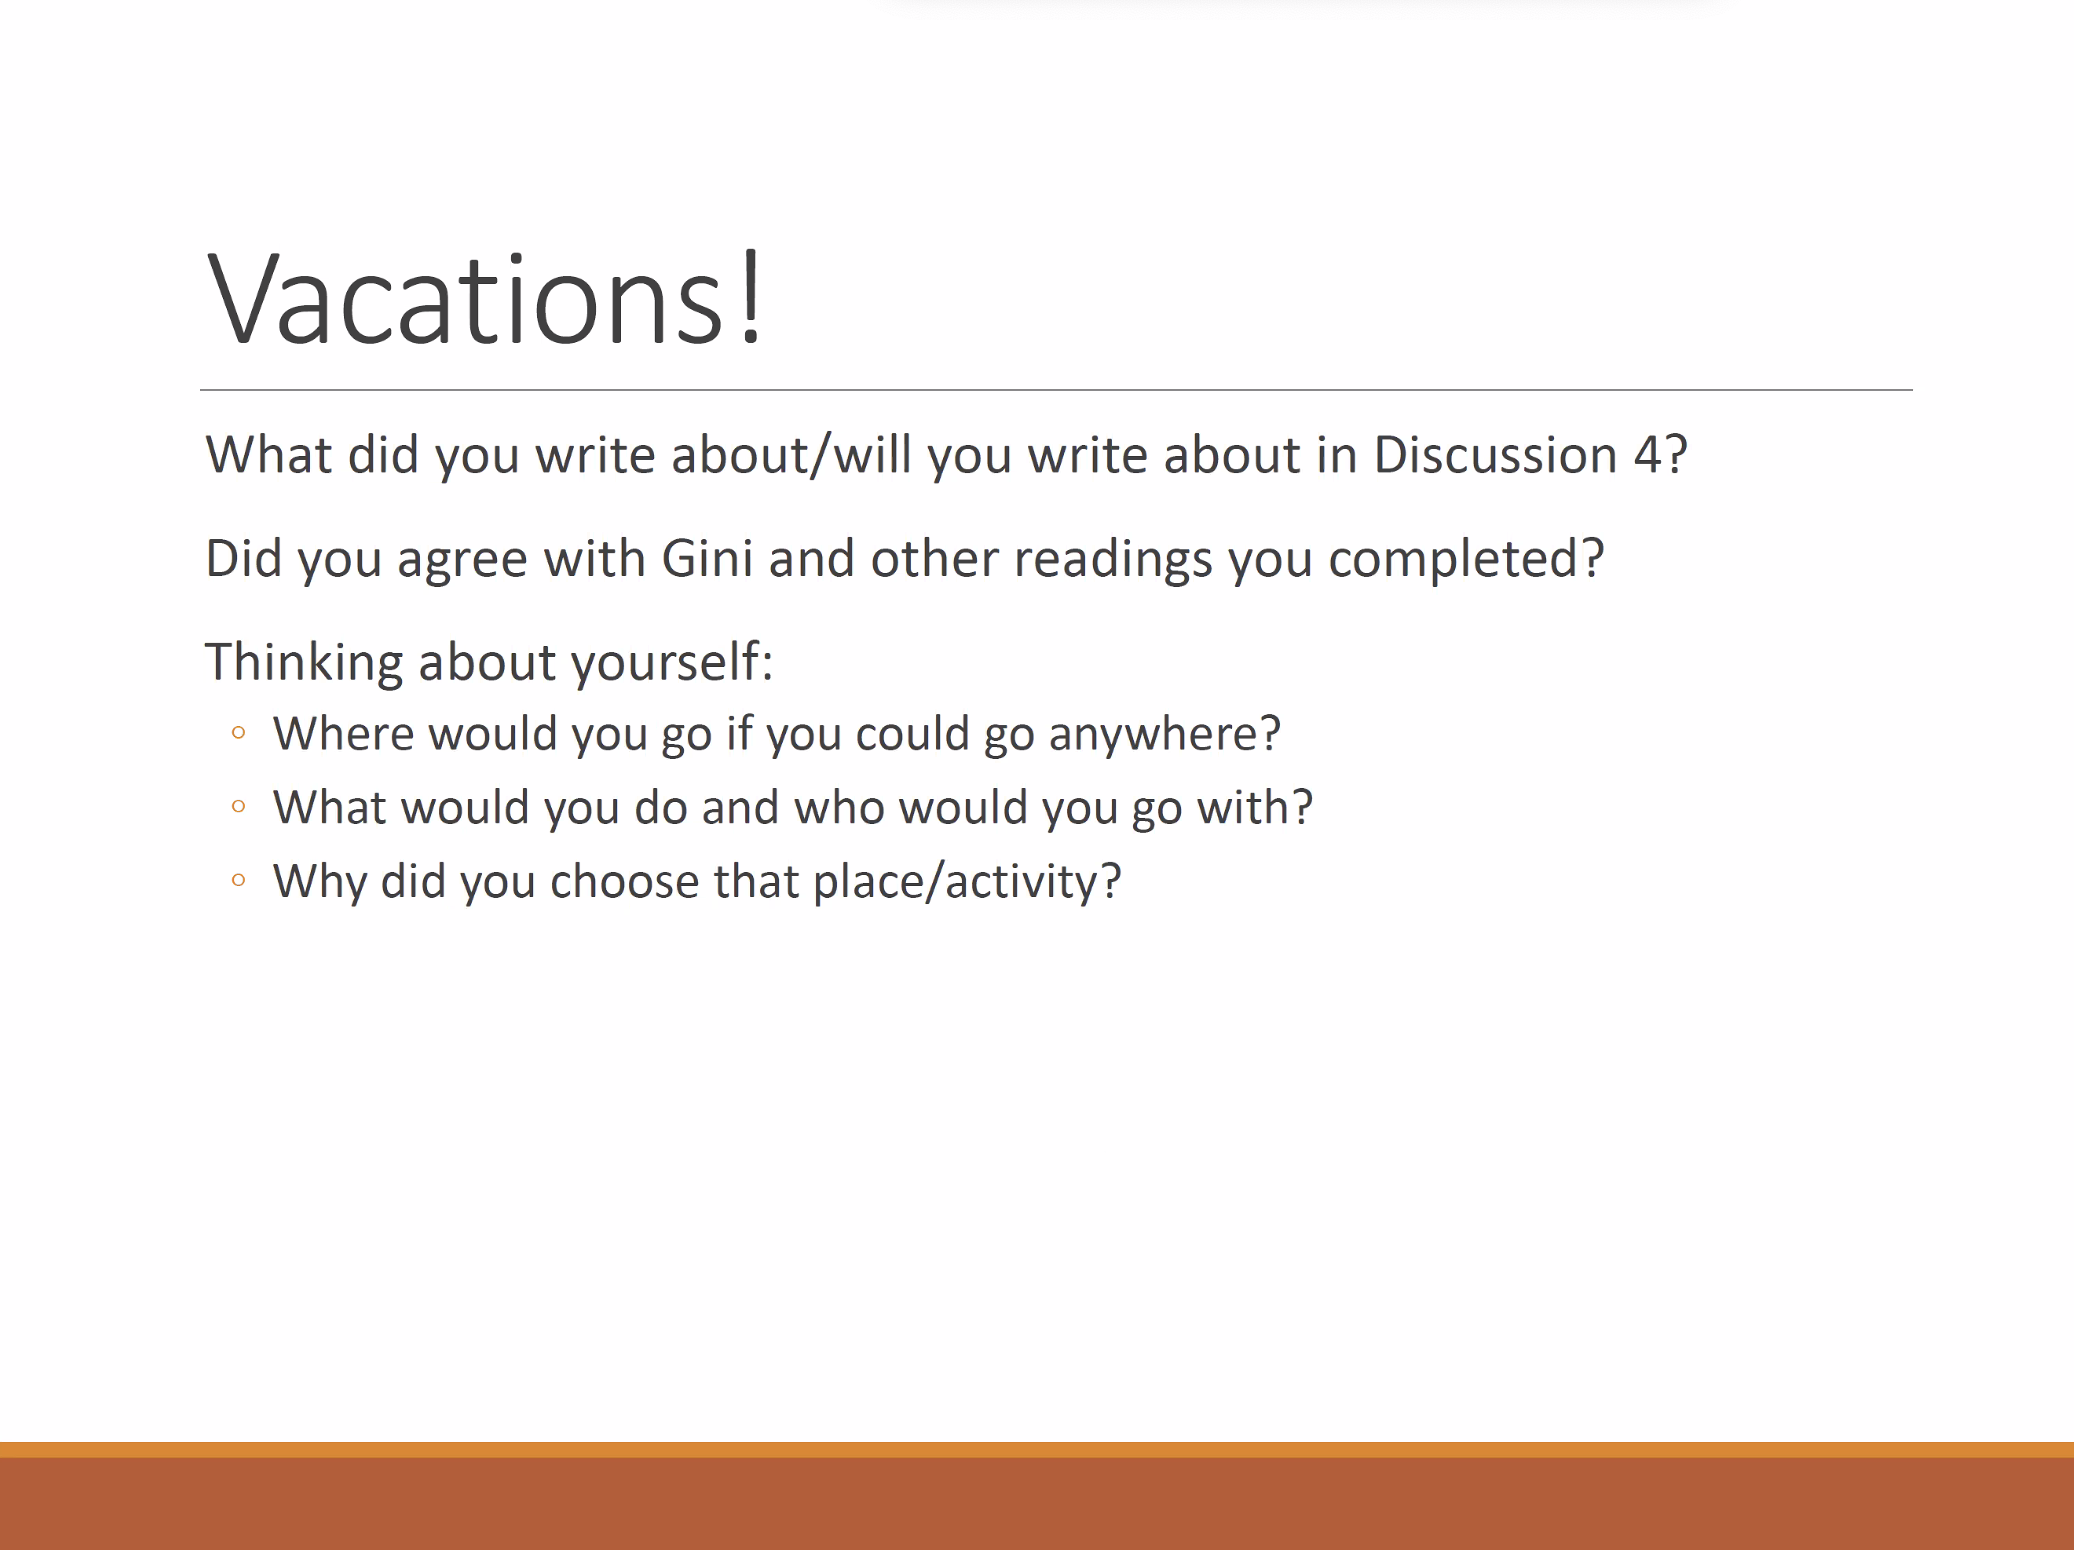 Vacations!
What did you write about/will you write about in Discussion 4?
Did you agree with Gini and other readings you completed?
Thinking about yourself:
◦ Where would you go if you could go anywhere?
◦ What would you do and who would you go with?
◦ Why did you choose that place/activity?